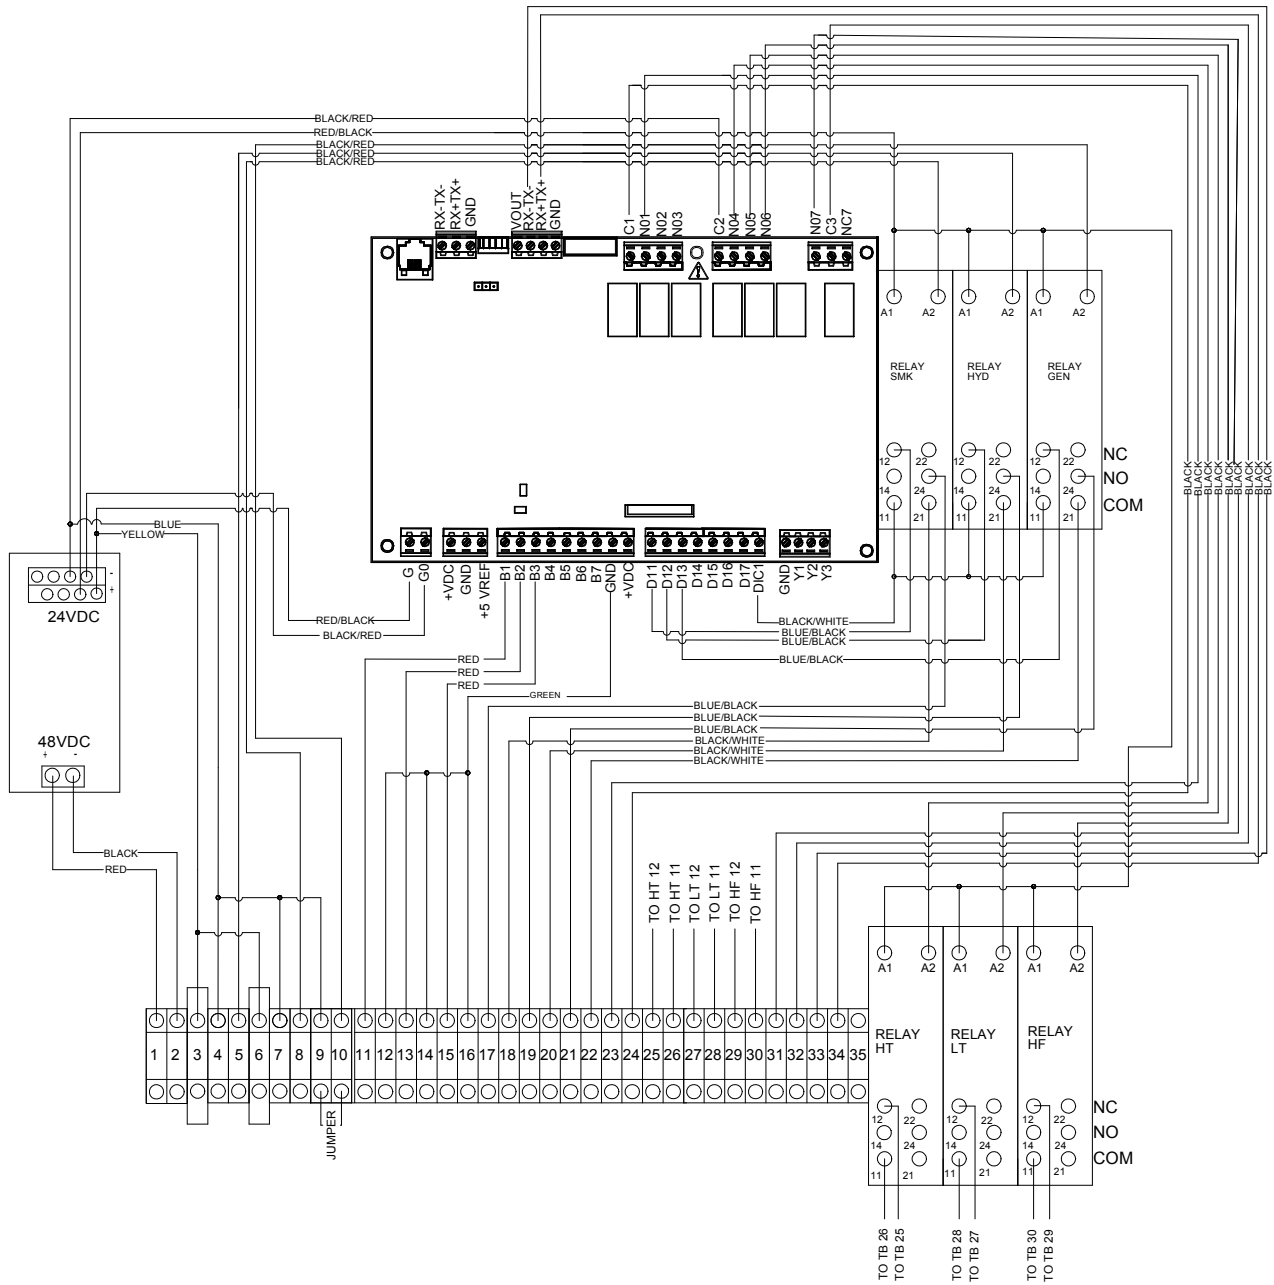 BLACK/RED
RED/BLACK
BLACK/RED
BLACK/RED
RX-TX-
RX+TX+
GND
VOUT
RX-TX-
RX+TX+
GND
C1
N01
N02
N03
C2
N04
N05
N06
N07
C3
NC7
A1 A2 A1 A2 A1 A2
RELAY SMK
RELAY HYD
RELAY GEN
12 22 12 22 12 22 NC
14 24 14 24 14 24 NO
11 21 11 21 11 21 COM
BLACK
BLACK
BLACK
BLACK
BLACK
BLACK
BLACK
BLACK
BLACK
BLUE
YELLOW
-
+
24VDC
G
G0
+VDC
GND
+5 VREF
B1
B2
B3
B4
B5
B6
B7
GND
+VDC
D11
D12
D13
D14
D15
D16
D17
DIC1
GND
Y1
Y2
Y3
RED/BLACK
BLACK/RED
BLACK/WHITE
BLUE/BLACK
BLUE/BLACK
BLUE/BLACK
RED
RED
RED
GREEN
BLUE/BLACK
BLUE/BLACK
BLUE/BLACK
BLACK/WHITE
BLACK/WHITE
BLACK/WHITE
48VDC
+ -
BLACK
RED
TO HT 12
TO HT 11
TO LT 12
TO LT 11
TO HF 12
TO HF 11
A1 A2 A1 A2 A1 A2
1 2 3 4 5 6 7 8 9 10 11 12 13 14 15 16 17 18 19 20 21 22 23 24 25 26 27 28 29 30 31 32 33 34 35
RELAY HT
RELAY LT
RELAY HF
JUMPER
12 22 12 22 12 22 NC
14 24 14 24 14 24 NO
11 21 11 21 11 21 COM
TO TB 26
TO TB 25
TO TB 28
TO TB 27
TO TB 30
TO TB 29